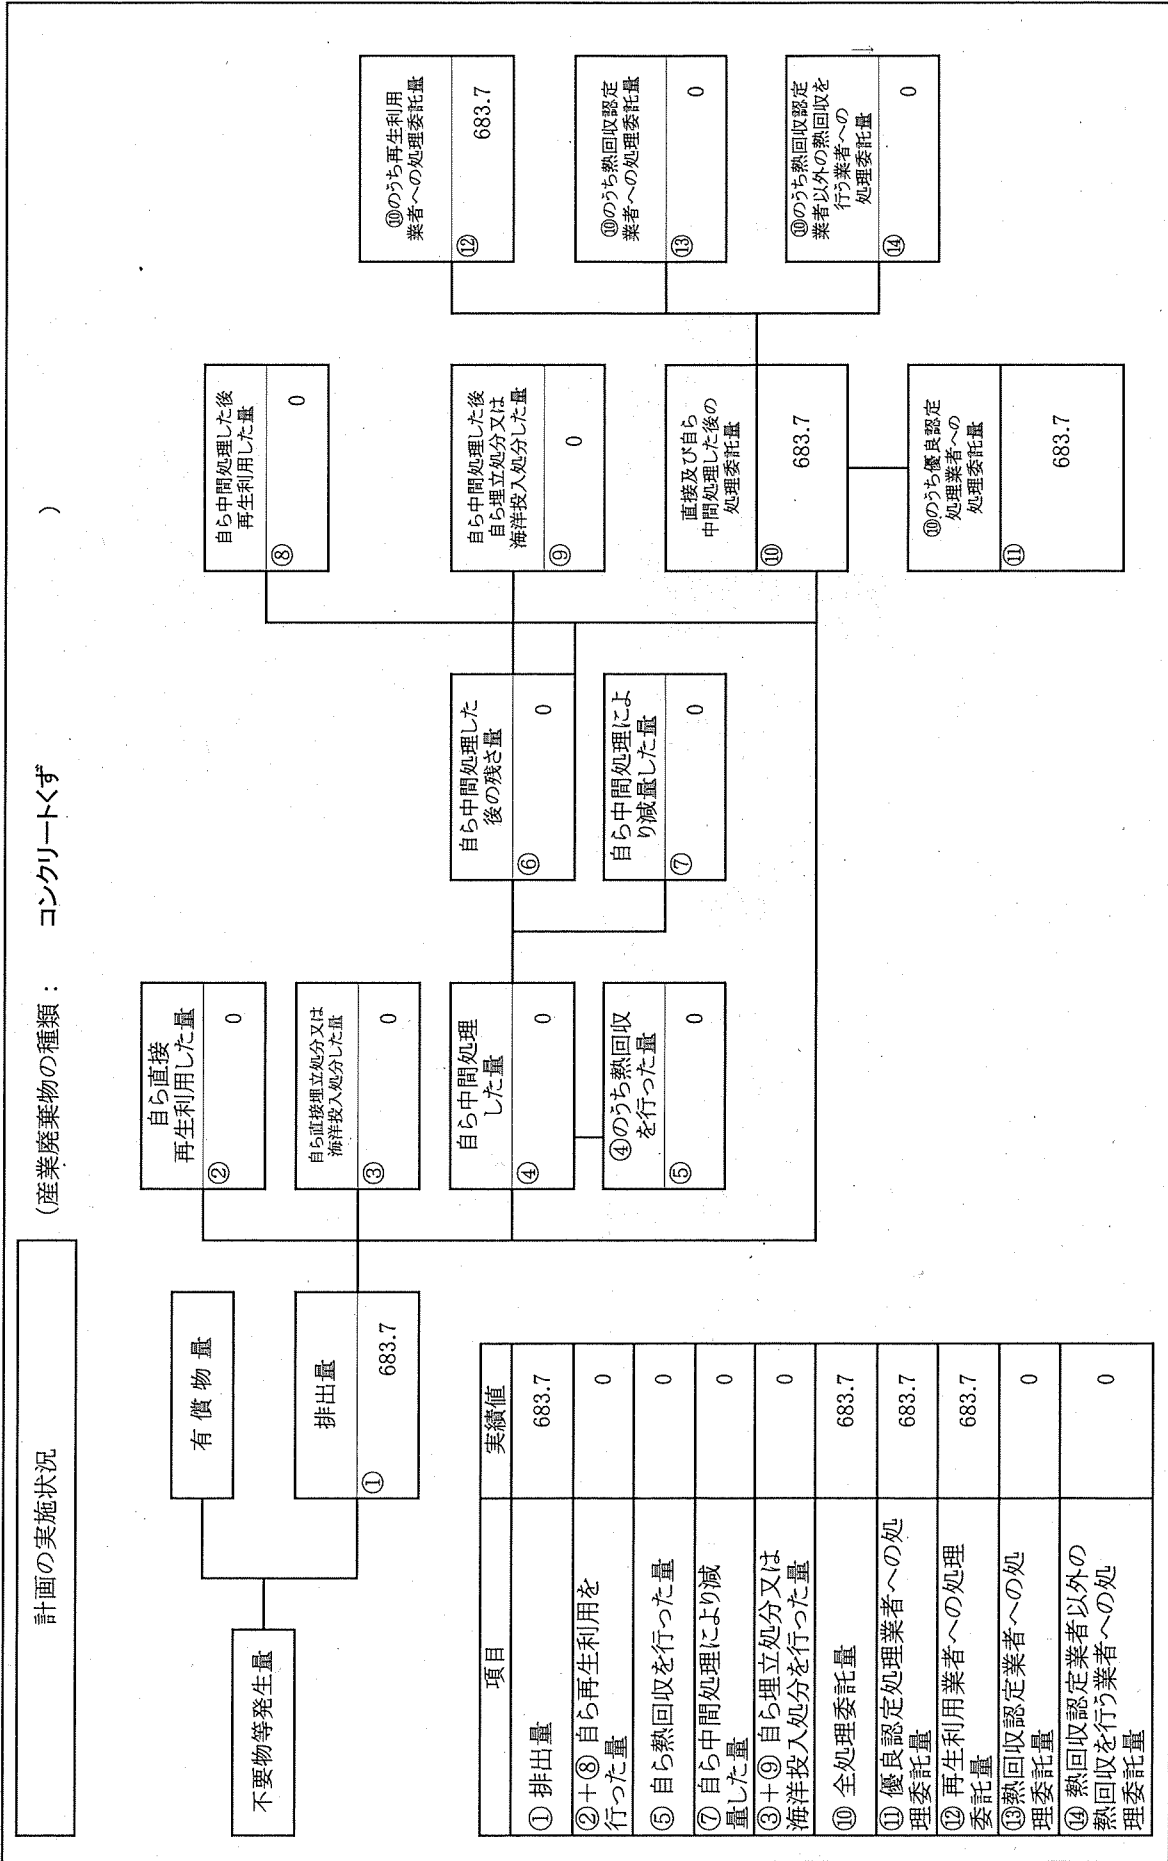 計画の実施状況
(産業廃棄物の種類： コンクリートくず )
不要物等発生量
有償物量
排出量
①
683.7
自ら直接
再生利用した量
②
0
自ら直接埋立処分又は
海洋投入処分した量
③
0
自ら中間処理
した量
④
0
④のうち熱回収
を行った量
⑤
0
自ら中間処理した
後の残さ量
⑥
0
自ら中間処理によ
り減量した量
⑦
0
自ら中間処理した後
再生利用した量
⑧
0
自ら中間処理した後
自ら埋立処分又は
海洋投入処分した量
⑨
0
直接及び自ら
中間処理した後の
処理委託量
⑩
683.7
⑩のうち優良認定
処理業者への
処理委託量
⑪
683.7
⑩のうち再生利用
業者への処理委託量
⑫
683.7
⑩のうち熱回収認定
業者への処理委託量
⑬
0
⑩のうち熱回収認定
業者以外の熱回収を
行う業者への
処理委託量
⑭
0
項目 実績値
① 排出量 683.7
②＋⑧ 自ら再生利用を
行った量 0
⑤ 自ら熱回収を行った量 0
⑦ 自ら中間処理により減
量した量 0
③＋⑨ 自ら埋立処分又は
海洋投入処分を行った量 0
⑩ 全処理委託量 683.7
⑪ 優良認定処理業者への処
理委託量 683.7
⑫ 再生利用業者への処理
委託量 683.7
⑬熱回収認定業者への処
理委託量 0
⑭ 熱回収認定業者以外の
熱回収を行う業者への処
理委託量 0